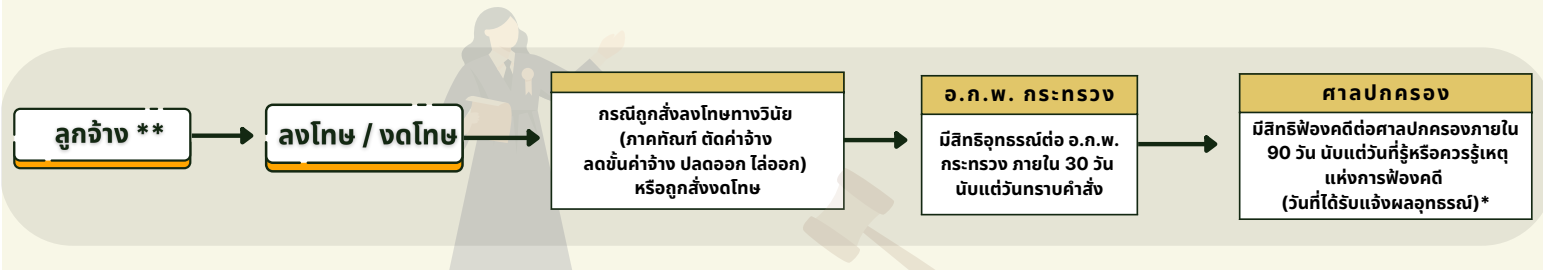 ลูกจ้าง **
ลงโทษ / งดโทษ
กรณีถูกสั่งลงโทษทางวินัย
(ภาคทัณฑ์ ตัดค่าจ้าง
ลดขั้นค่าจ้าง ปลดออก ไล่ออก)
หรือถูกสั่งงดโทษ
อ.ก.พ. กระทรวง
มีสิทธิอุทธรณ์ต่อ อ.ก.พ.
กระทรวง ภายใน 30 วัน
นับแต่วันทราบคำสั่ง
ศาลปกครอง
มีสิทธิฟ้องคดีต่อศาลปกครองภายใน
90 วัน นับแต่วันที่รู้หรือควรรู้เหตุ
แห่งการฟ้องคดี
(วันที่ได้รับแจ้งผลอุทธรณ์)*